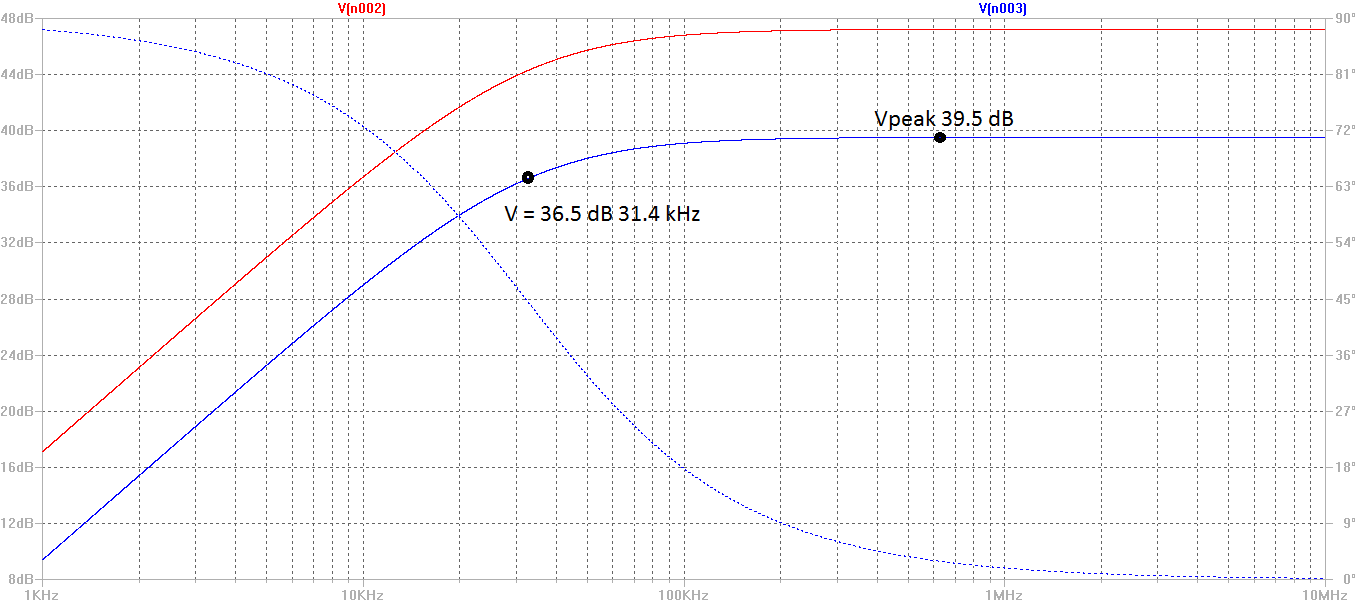 V(n002) V(n003)
48dB 90°
44dB 81°
Vpeak 39.5 dB
40dB 72°
36dB 63°
V = 36.5 dB 31.4 kHz
32dB 54°
28dB 45°
24dB 36°
20dB 27°
16dB 18°
12dB 9°
8dB 0°
1KHz 10KHz 100KHz 1MHz 10MHz